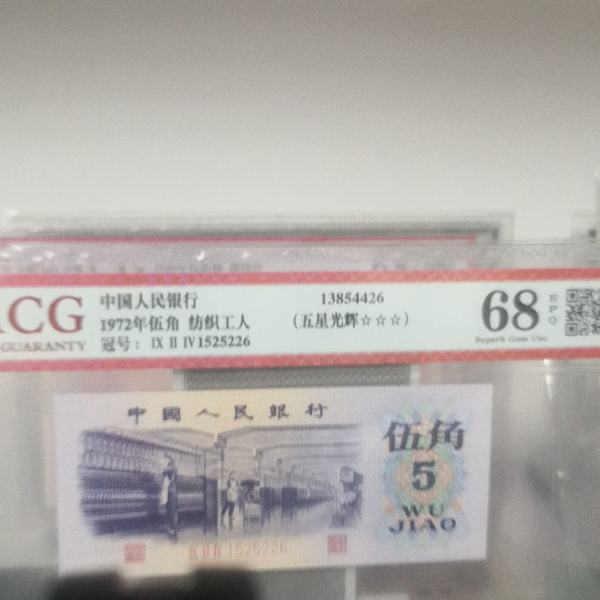 ACG
GUARANTY
中国人民银行
1972年伍角 纺织工人
冠号：Ⅸ Ⅱ Ⅳ1525226
13854426
（五星光辉☆☆☆）
68
EPQ
Superb Gem Unc
中國人民銀行
伍角
5
WU
JIAO
Ⅸ Ⅱ Ⅳ 1525226